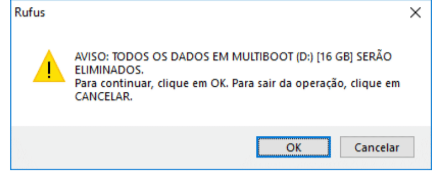 Rufus
AVISO: TODOS OS DADOS EM MULTIBOOT (D:) [16 GB] SERÃO
ELIMINADOS.
Para continuar, clique em OK. Para sair da operação, clique em
CANCELAR.
OK
Cancelar